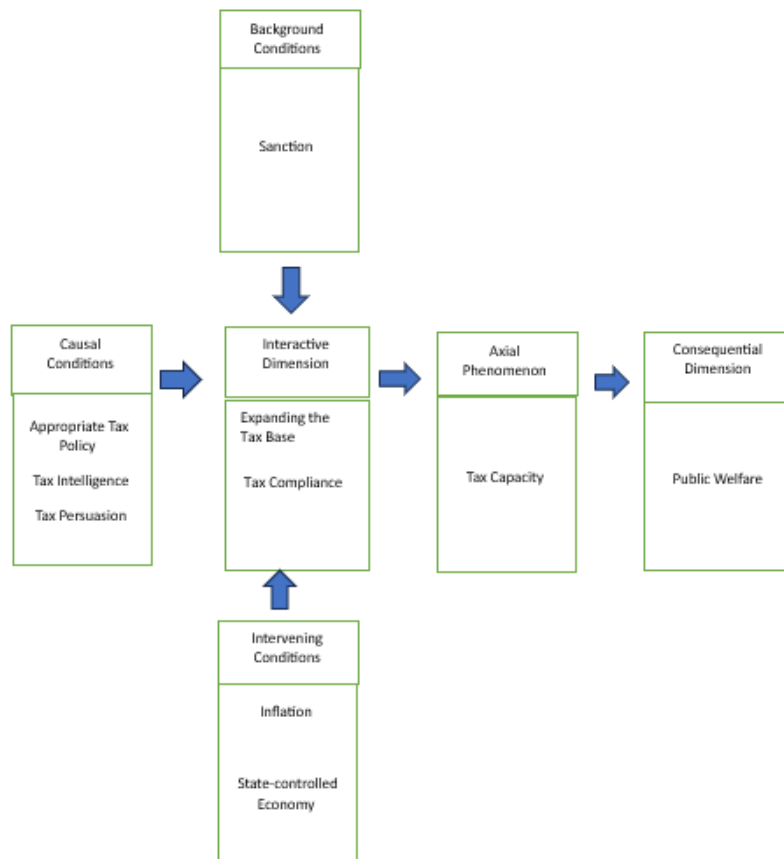 Background
Conditions
Sanction
Causal
Conditions
Appropriate Tax
Policy
Tax Intelligence
Tax Persuasion
Interactive
Dimension
Expanding the
Tax Base
Tax Compliance
Axial
Phenomenon
Tax Capacity
Consequential
Dimension
Public Welfare
Intervening
Conditions
Inflation
State-controlled
Economy